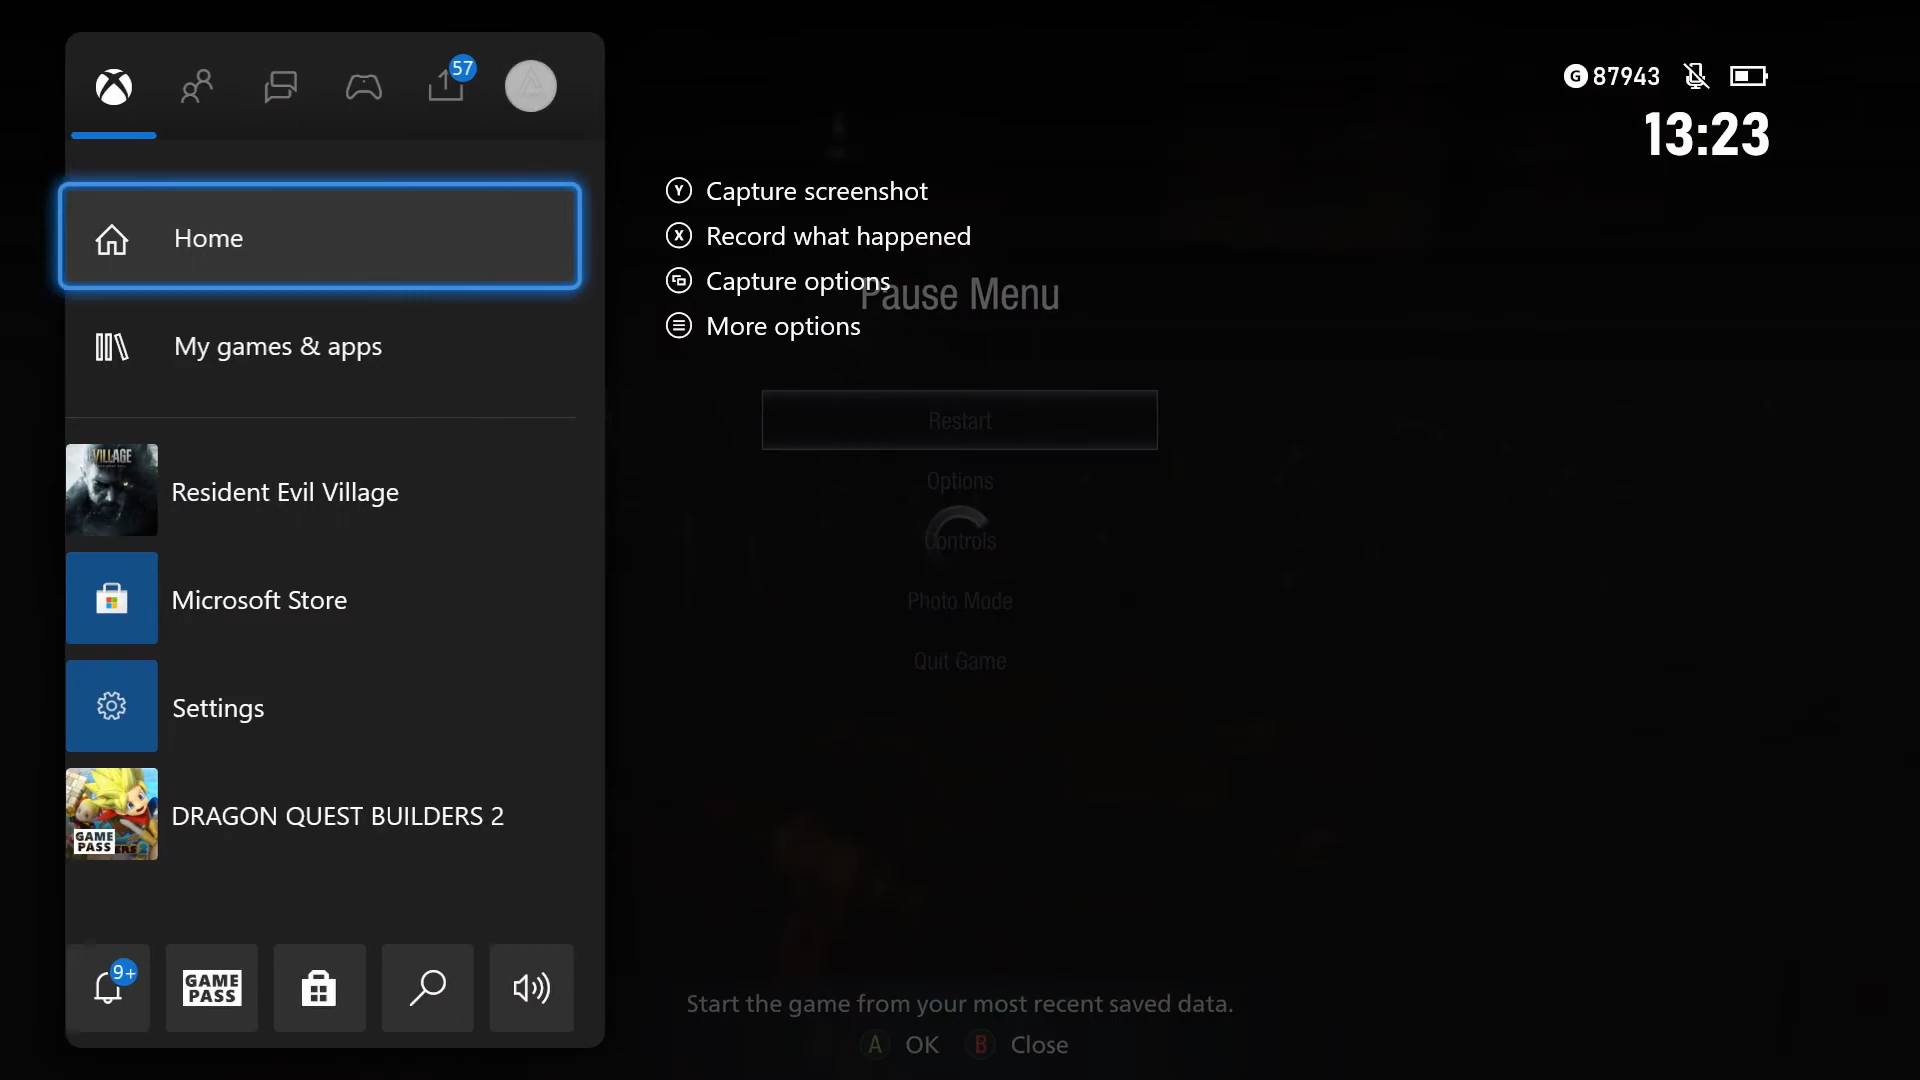 57
G 87943
13:23
Home
My games & apps
VILLAGE
Resident Evil Village
Microsoft Store
Settings
GAME
PASS
DRAGON QUEST BUILDERS 2
9+
GAME
PASS
Y Capture screenshot
X Record what happened
Capture options
More options
Pause Menu
Restart
Options
Controls
Photo Mode
Quit Game
Start the game from your most recent saved data.
A OK B Close